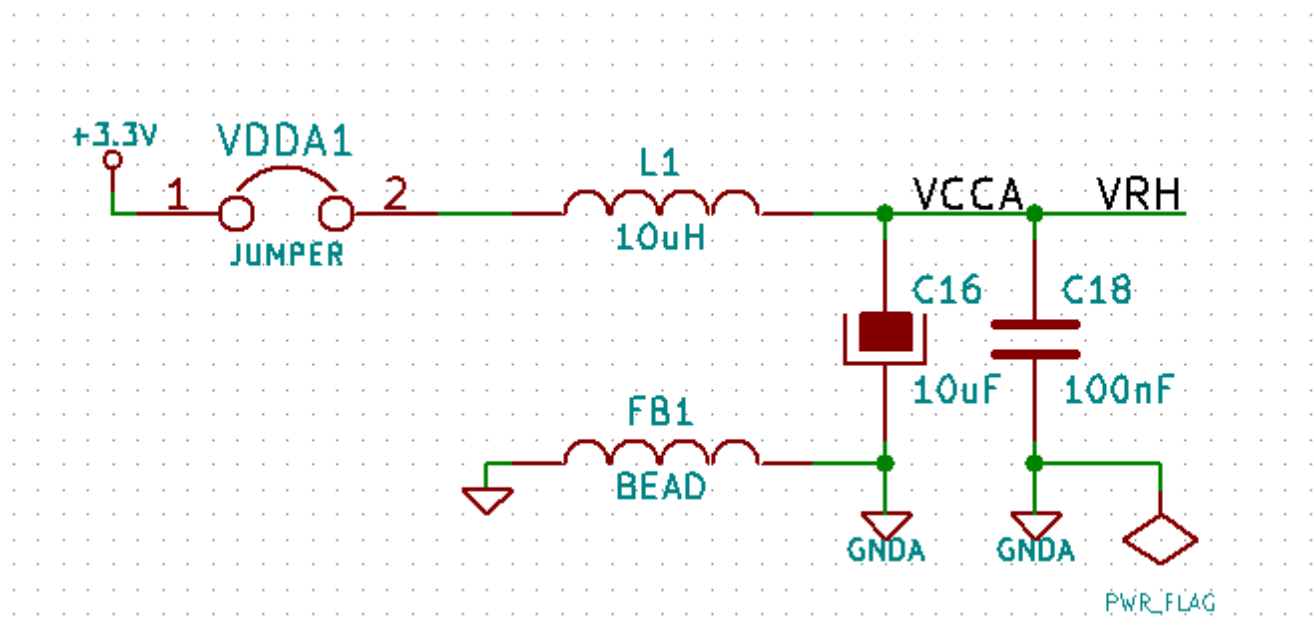 +3.3V
VDDA1
1
2
JUMPER
L1
10uH
VCCA
VRH
C16
10uF
C18
100nF
FB1
BEAD
GNDA
GNDA
PWR_FLAG